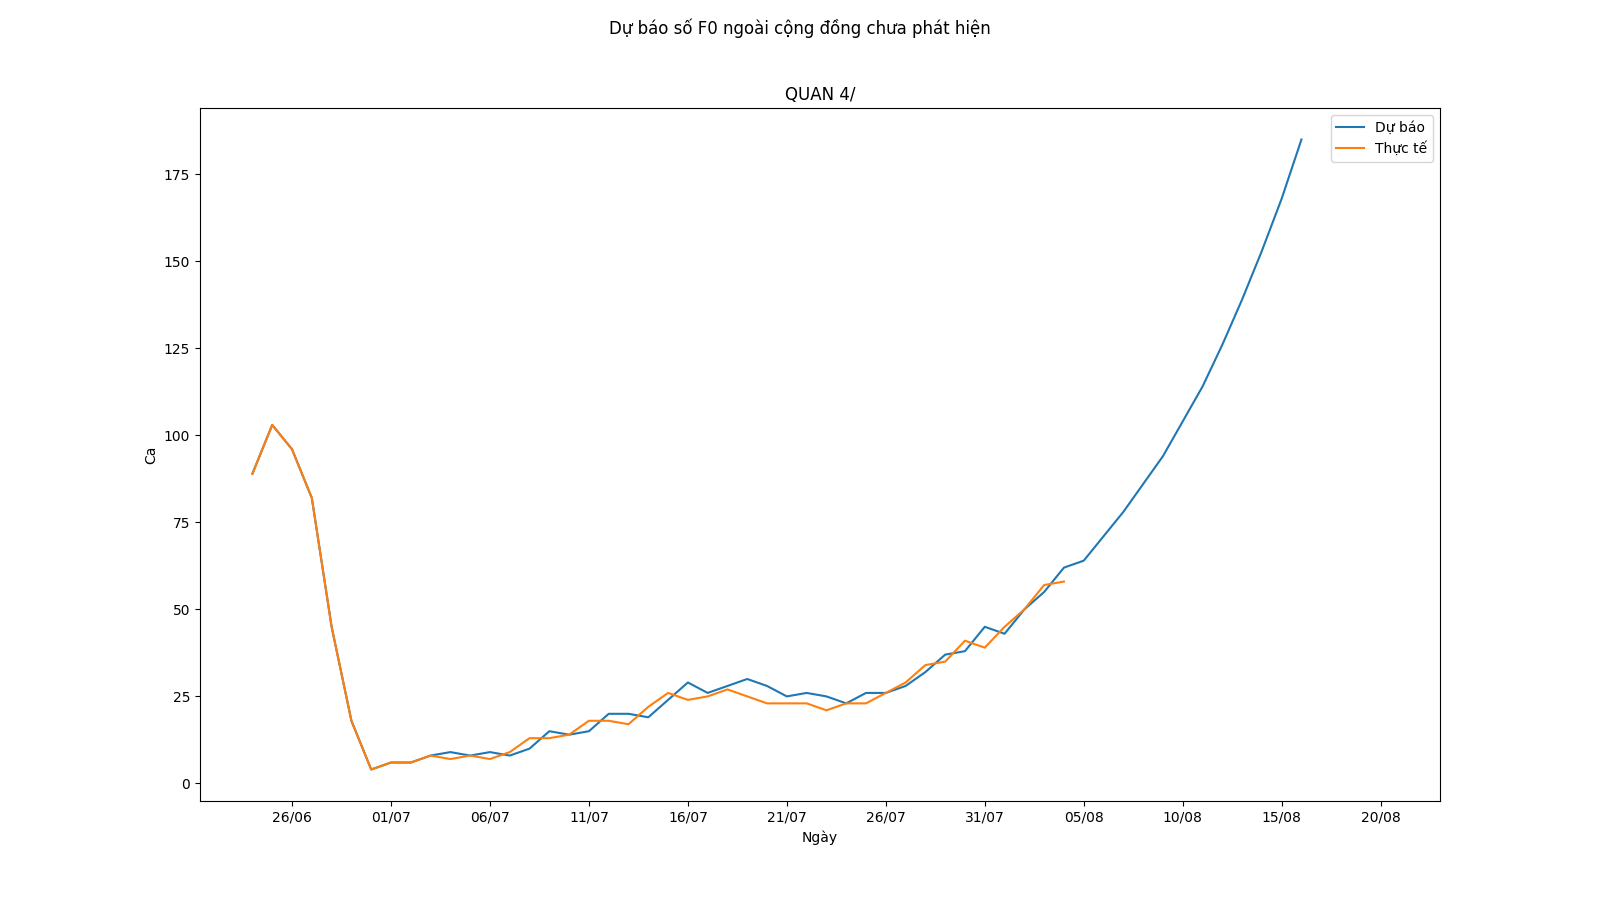 Dự báo số F0 ngoài cộng đồng chưa phát hiện
QUAN 4/
Dự báo
Thực tế
175
150
125
100
75
50
25
0
Ca
26/06 01/07 06/07 11/07 16/07 21/07 26/07 31/07 05/08 10/08 15/08 20/08
Ngày